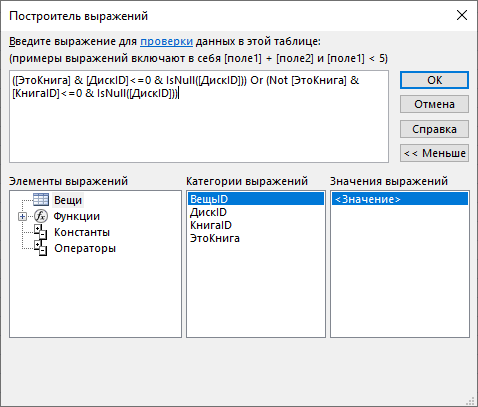 Построитель выражений
Введите выражение для проверки данных в этой таблице:
(примеры выражений включают в себя [поле1] + [поле2] и [поле1] < 5)
([ЭтоКнига] & [ДискID]<=0 & IsNull([ДискID])) Or (Not [ЭтоКнига] &
[КнигаID]<=0 & IsNull([ДискID]))
ОК
Отмена
Справка
<< Меньше
Элементы выражений
Категории выражений
Значения выражений
Вещи
Функции
Константы
Операторы
ВещьID
ДискID
КнигаID
ЭтоКнига
<Значение>